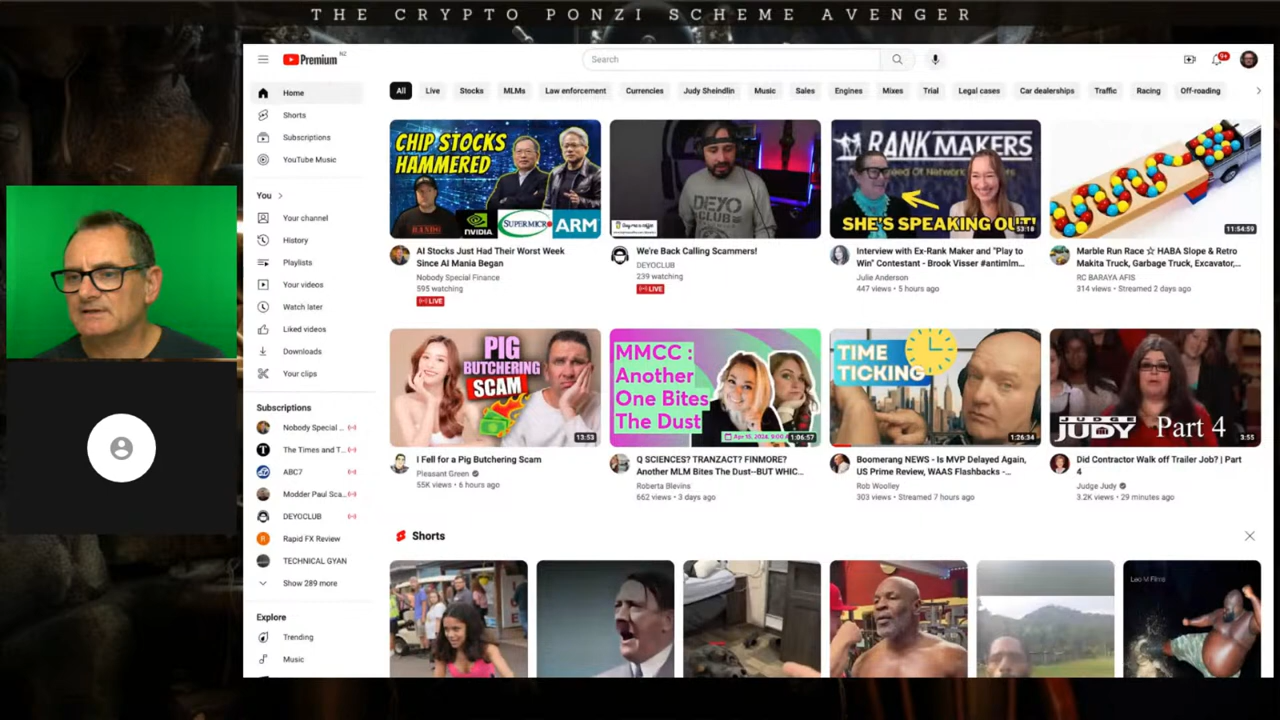 THE CRYPTO PONZI SCHEME AVENGER
Premium NZ
Search
9+
Home
Shorts
Subscriptions
YouTube Music
You
Your channel
History
Playlists
Your videos
Watch later
Liked videos
Downloads
Your clips
Subscriptions
Nobody Special ...
The Times and T...
ABC7
Modder Paul Sca...
DEYOCLUB
Rapid FX Review
TECHNICAL GYAN
Show 289 more
Explore
Trending
Music
All
Live
Stocks
MLMs
Law enforcement
Currencies
Judy Sheindlin
Music
Sales
Engines
Mixes
Trial
Legal cases
Car dealerships
Traffic
Racing
Off-roading
CHIP STOCKS
HAMMERED
NVIDIA
SUPERMICRO
ARM
AI Stocks Just Had Their Worst Week
Since AI Mania Began
Nobody Special Finance
595 watching
LIVE
DEYO
CLUB
We're Back Calling Scammers!
DEYOCLUB
239 watching
LIVE
RANK MAKERS
SHE'S SPEAKING OUT!
53:18
Interview with Ex-Rank Maker and "Play to
Win" Contestant - Brook Visser #antimlm...
Julie Anderson
447 views • 5 hours ago
11:54:59
Marble Run Race ☆ HABA Slope & Retro
Makita Truck, Garbage Truck, Excavator,...
RC BARAYA AFIS
314 views • Streamed 2 days ago
PIG
BUTCHERING
SCAM
13:53
I Fell for a Pig Butchering Scam
Pleasant Green
55K views • 6 hours ago
MMCC :
Another
One Bites
The Dust
1:06:57
Q SCIENCES? TRANZACT? FINMORE?
Another MLM Bites The Dust--BUT WHIC...
Roberta Blevins
662 views • 3 days ago
TIME
TICKING
1:26:34
Boomerang NEWS - Is MVP Delayed Again,
US Prime Review, WAAS Flashbacks -...
Rob Woolley
303 views • Streamed 7 hours ago
JUDGE
JUDY
Part 4
3:55
Did Contractor Walk off Trailer Job? | Part
4
Judge Judy
3.2K views • 29 minutes ago
Shorts
Leo M Films